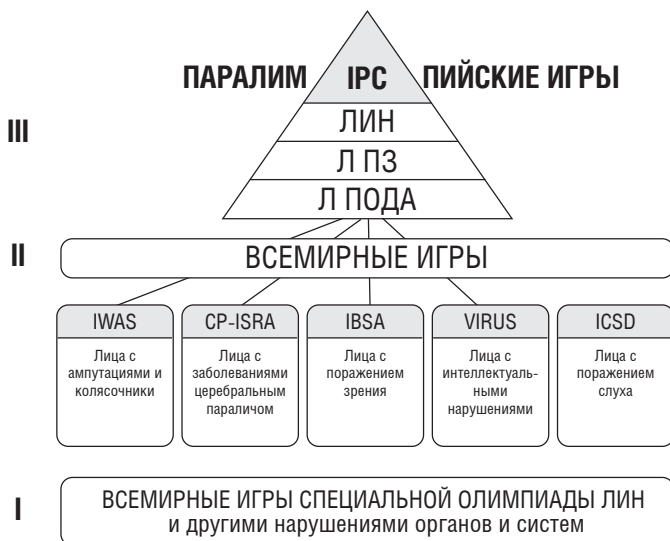 ПАРАЛИМ IPC ПИЙСКИЕ ИГРЫ
III
ЛИН
Л ПЗ
Л ПОДА
II
ВСЕМИРНЫЕ ИГРЫ
IWAS
Лица с
ампутациями и
колясочники
CP-ISRA
Лица с
заболеваниями
церебральным
параличом
IBSA
Лица с
поражением
зрения
VIRUS
Лица с
интеллектуаль-
ными
нарушениями
ICSD
Лица с
поражением
слуха
I
ВСЕМИРНЫЕ ИГРЫ СПЕЦИАЛЬНОЙ ОЛИМПИАДЫ ЛИН
и другими нарушениями органов и систем